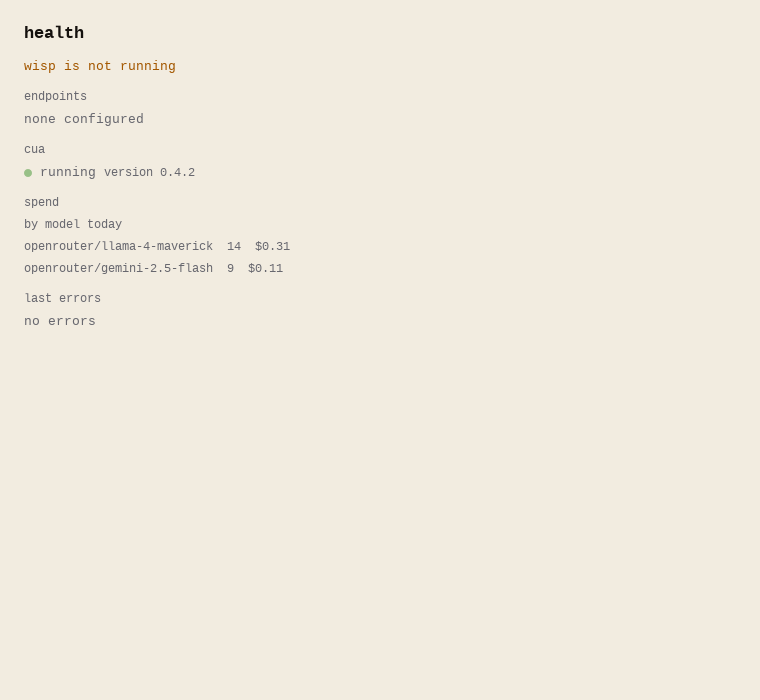 health
wisp is not running
endpoints
none configured
cua
running version 0.4.2
spend
by model today
openrouter/llama-4-maverick 14 $0.31
openrouter/gemini-2.5-flash 9 $0.11
last errors
no errors